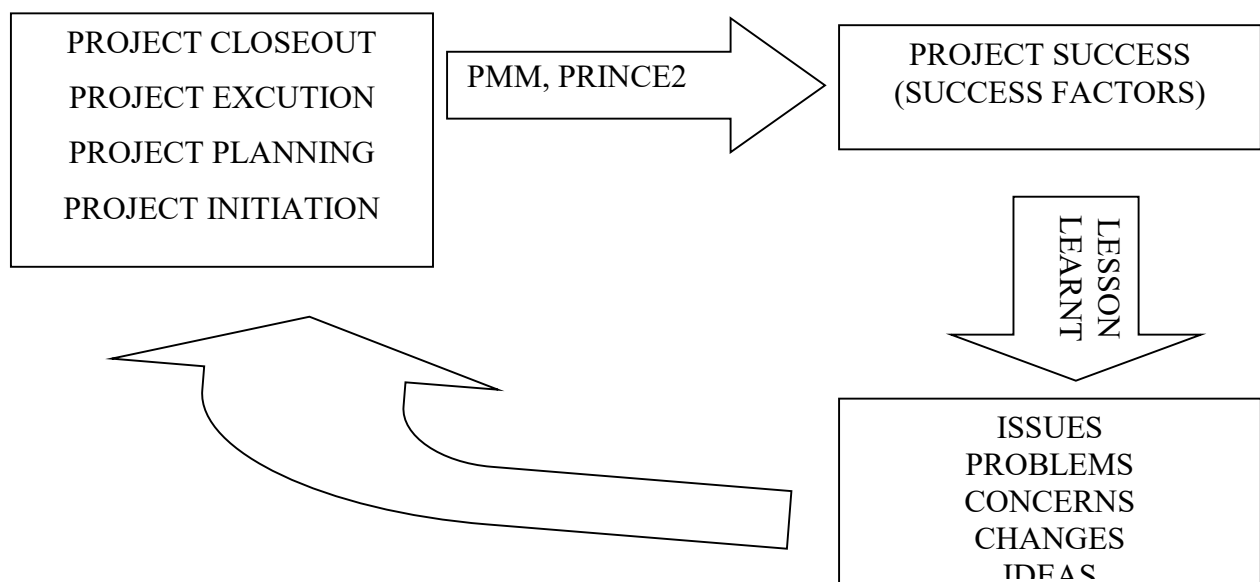 PROJECT CLOSEOUT
PROJECT EXCUTION
PROJECT PLANNING
PROJECT INITIATION
PMM, PRINCE2
PROJECT SUCCESS
(SUCCESS FACTORS)
LESSON
LEARNT
ISSUES
PROBLEMS
CONCERNS
CHANGES
IDEAS